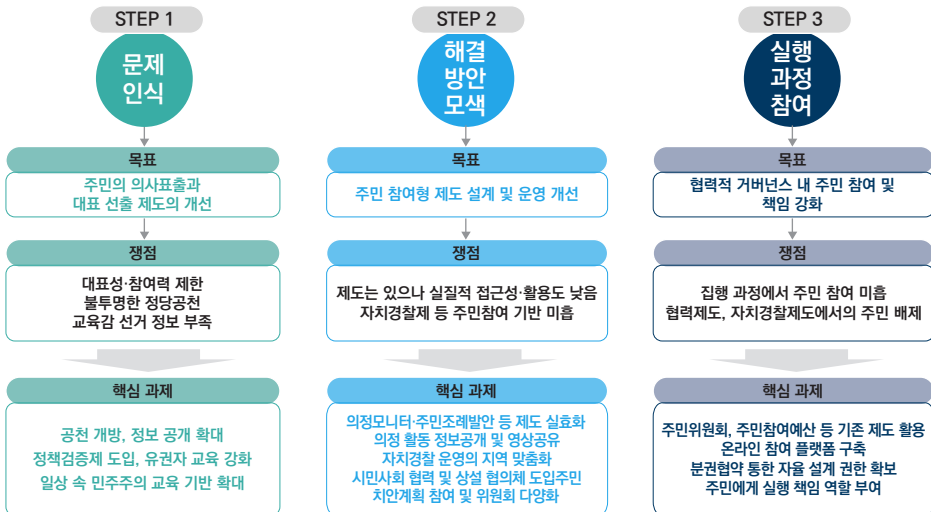 STEP 1
문제
인식
목표
주민의 의사표출과
대표 선출 제도의 개선
쟁점
대표성·참여력 제한
불투명한 정당공천
교육감 선거 정보 부족
핵심 과제
공천 개방, 정보 공개 확대
정책검증제 도입, 유권자 교육 강화
일상 속 민주주의 교육 기반 확대
STEP 2
해결
방안
모색
목표
주민 참여형 제도 설계 및 운영 개선
쟁점
제도는 있으나 실질적 접근성·활용도 낮음
자치경찰제 등 주민참여 기반 미흡
핵심 과제
의정모니터·주민조례발안 등 제도 실효화
의정 활동 정보공개 및 영상공유
자치경찰 운영의 지역 맞춤화
시민사회 협력 및 상설 협의체 도입주민
치안계획 참여 및 위원회 다양화
STEP 3
실행
과정
참여
목표
협력적 거버넌스 내 주민 참여 및
책임 강화
쟁점
집행 과정에서 주민 참여 미흡
협력제도, 자치경찰제도에서의 주민 배제
핵심 과제
주민위원회, 주민참여예산 등 기존 제도 활용
온라인 참여 플랫폼 구축
분권협약 통한 자율 설계 권한 확보
주민에게 실행 책임 역할 부여